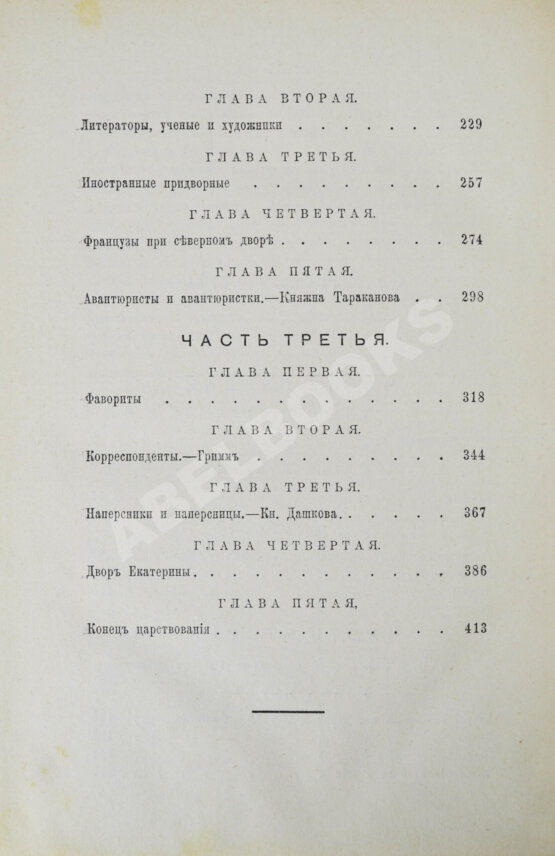 ГЛАВА ВТОРАЯ.
Литераторы, ученые и художники . . . . . . . 229
ГЛАВА ТРЕТЬЯ.
Иностранные придворные . . . . . . . . . 257
ГЛАВА ЧЕТВЕРТАЯ.
Французы при сѣверномъ дворѣ . . . . . . . . 274
ГЛАВА ПЯТАЯ.
Авантюристы и авантюристки.—Княжна Тараканова . . 298
ЧАСТЬ ТРЕТЬЯ.
ГЛАВА ПЕРВАЯ.
Фавориты . . . . . . . . . . . . . 318
ГЛАВА ВТОРАЯ.
Корреспонденты.—Гриммъ . . . . . . . . . 344
ГЛАВА ТРЕТЬЯ.
Наперсники и наперсницы.—Кн. Дашкова. . . . . . 367
ГЛАВА ЧЕТВЕРТАЯ.
Дворъ Екатерины. . . . . . . . . . . . 386
ГЛАВА ПЯТАЯ,
Конецъ царствованія . . . . . . . . . . . 413
ABELBOOKS